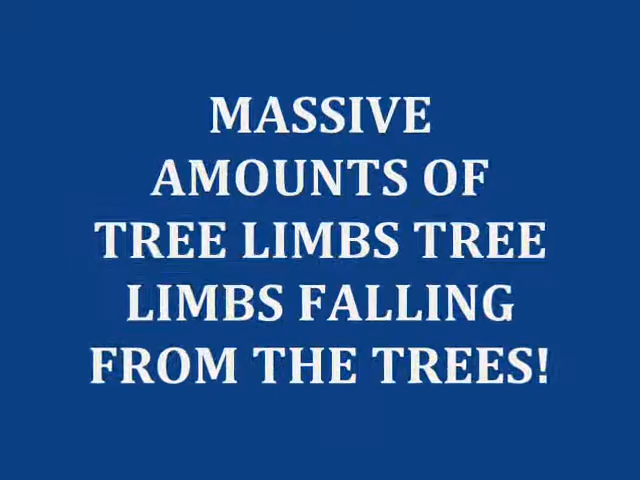 MASSIVE
AMOUNTS OF
TREE LIMBS TREE
LIMBS FALLING
FROM THE TREES!